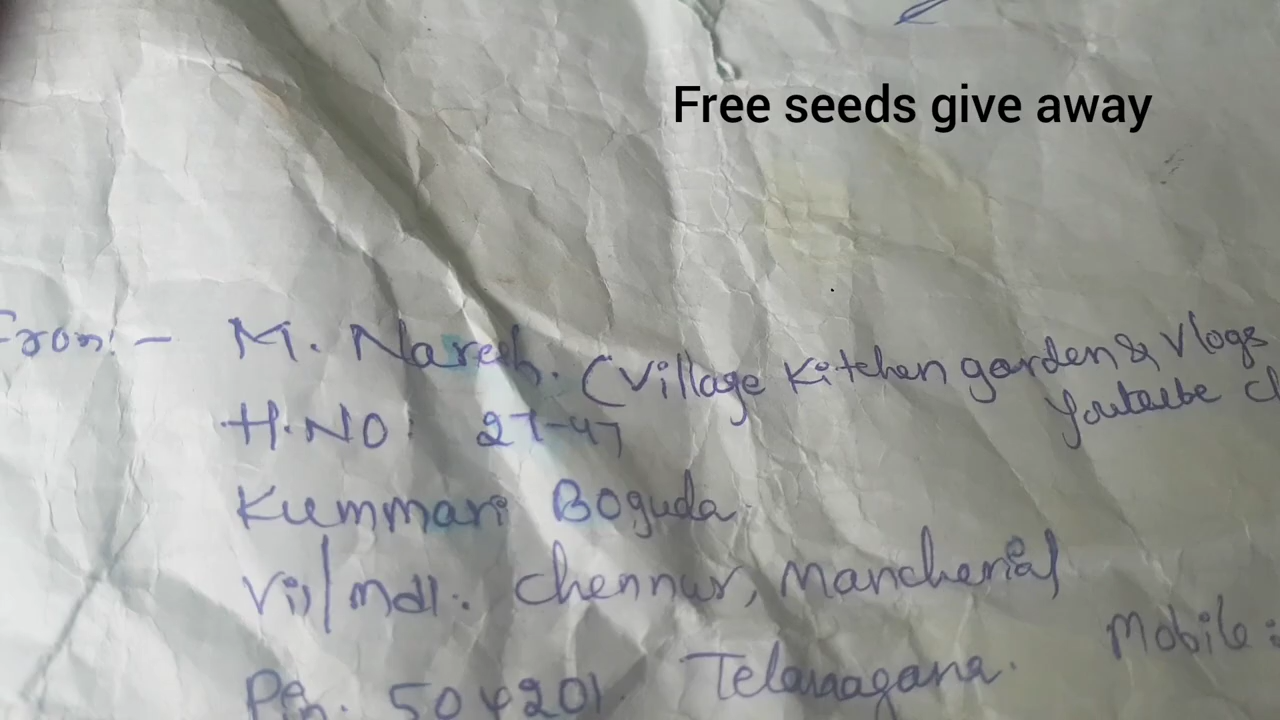 Free seeds give away
From:- M. Naresh. (Village Kitchen garden & Vlogs
Youtube
H.NO: 27-47
Kummari Boguda.
Vil/mdl: Chennur, Mancherial
Mobile:
Pin. 504201. Telanagana.